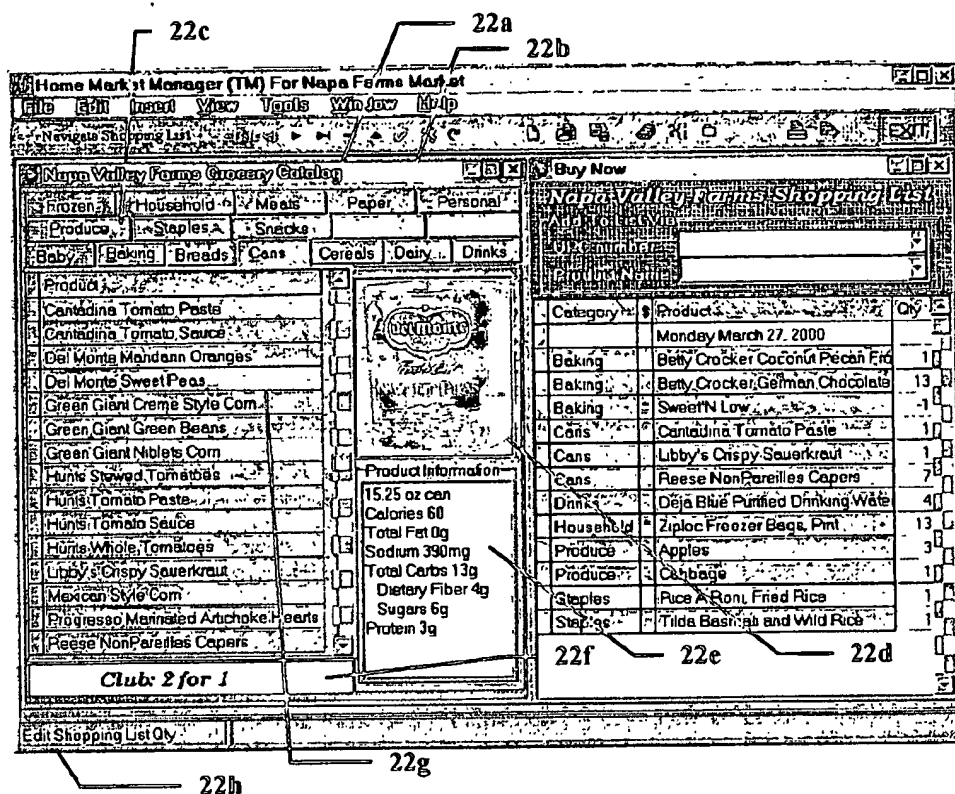 22c
22a
22b
Home Market Manager (TM) For Napa Farms Market
File Edit Insert View Tools Window Help
Navigate Shopping List
EXIT
Napa Valley Farms Grocery Catalog
Frozen Household Meats Paper Personal
Produce Staples Snacks
Baby Baking Breads Cans Cereals Dairy Drinks
Product
Cantadina Tomato Paste
Cantadina Tomato Sauce
Del Monte Mandarin Oranges
Del Monte Sweet Peas
Green Giant Creme Style Corn
Green Giant Green Beans
Green Giant Niblets Corn
Hunts Stewed Tomatoes
Hunts Tomato Paste
Hunts Tomato Sauce
Hunts Whole Tomatoes
Libby's Crispy Sauerkraut
Mexican Style Corn
Progresso Marinated Artichoke Hearts
Reese NonPareilles Capers
Club: 2 for 1
Del Monte
Product Information
15.25 oz can
Calories 60
Total Fat 0g
Sodium 390mg
Total Carbs 13g
Dietary Fiber 4g
Sugars 6g
Protein 3g
Buy Now
Napa Valley Farms Shopping List
Product Name
Category $ Product Qty
Monday March 27, 2000
Baking Betty Crocker Coconut Pecan Fro 1
Baking Betty Crocker German Chocolate 13
Baking Sweet'N Low 1
Cans Cantadina Tomato Paste 1
Cans Libby's Crispy Sauerkraut 1
Cans Reese NonPareilles Capers 7
Drinks Deja Blue Purified Drinking Wate 4
Household Ziploc Freezer Bags, Pint 13
Produce Apples 3
Produce Cabbage 1
Staples Rice A Roni, Fried Rice 1
Staples Tilda Basmati and Wild Rice 1
22f
22e
22d
Edit Shopping List Qty
22g
22h